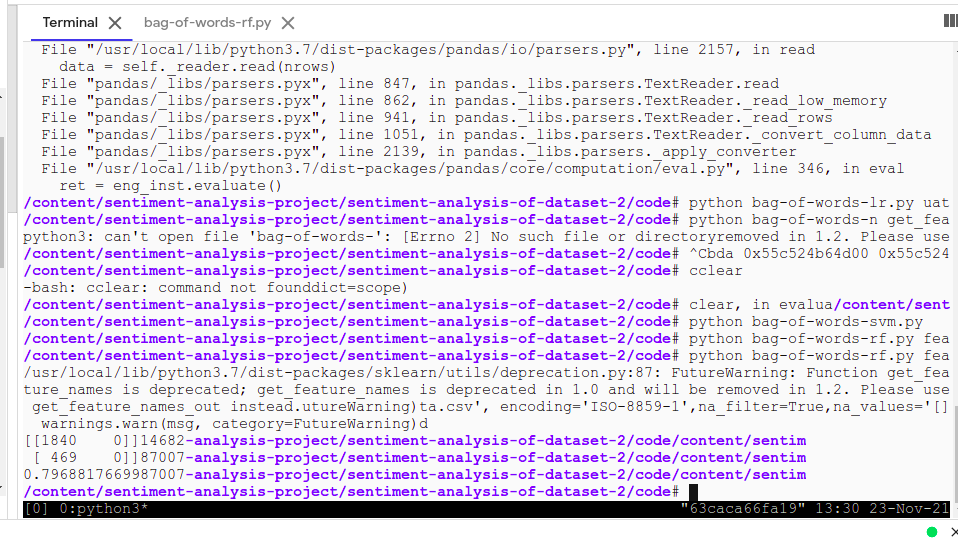 Terminal
bag-of-words-rf.py
File "/usr/local/lib/python3.7/dist-packages/pandas/io/parsers.py", line 2157, in read
data = self._reader.read(nrows)
File "pandas/_libs/parsers.pyx", line 847, in pandas._libs.parsers.TextReader.read
File "pandas/_libs/parsers.pyx", line 862, in pandas._libs.parsers.TextReader._read_low_memory
File "pandas/_libs/parsers.pyx", line 941, in pandas._libs.parsers.TextReader._read_rows
File "pandas/_libs/parsers.pyx", line 1051, in pandas._libs.parsers.TextReader._convert_column_data
File "pandas/_libs/parsers.pyx", line 2139, in pandas._libs.parsers._apply_converter
File "/usr/local/lib/python3.7/dist-packages/pandas/core/computation/eval.py", line 346, in eval
ret = eng_inst.evaluate()
/content/sentiment-analysis-project/sentiment-analysis-of-dataset-2/code# python bag-of-words-lr.py uat
/content/sentiment-analysis-project/sentiment-analysis-of-dataset-2/code# python bag-of-words-n get_fea
python3: can't open file 'bag-of-words-': [Errno 2] No such file or directoryremoved in 1.2. Please use
/content/sentiment-analysis-project/sentiment-analysis-of-dataset-2/code# ^Cbda 0x55c524b64d00 0x55c524
/content/sentiment-analysis-project/sentiment-analysis-of-dataset-2/code# cclear
-bash: cclear: command not founddict=scope)
/content/sentiment-analysis-project/sentiment-analysis-of-dataset-2/code# clear, in evalua/content/sent
/content/sentiment-analysis-project/sentiment-analysis-of-dataset-2/code# python bag-of-words-svm.py
/content/sentiment-analysis-project/sentiment-analysis-of-dataset-2/code# python bag-of-words-rf.py fea
/content/sentiment-analysis-project/sentiment-analysis-of-dataset-2/code# python bag-of-words-rf.py fea
/usr/local/lib/python3.7/dist-packages/sklearn/utils/deprecation.py:87: FutureWarning: Function get_fea
ture_names is deprecated; get_feature_names is deprecated in 1.0 and will be removed in 1.2. Please use
get_feature_names_out instead.utureWarning)ta.csv', encoding='ISO-8859-1',na_filter=True,na_values='[]
warnings.warn(msg, category=FutureWarning)d
[[1840 0]]14682-analysis-project/sentiment-analysis-of-dataset-2/code/content/sentim
[ 469 0]]87007-analysis-project/sentiment-analysis-of-dataset-2/code/content/sentim
0.7968817669987007-analysis-project/sentiment-analysis-of-dataset-2/code/content/sentim
/content/sentiment-analysis-project/sentiment-analysis-of-dataset-2/code#
[0] 0:python3* "63caca66fa19" 13:30 23-Nov-21